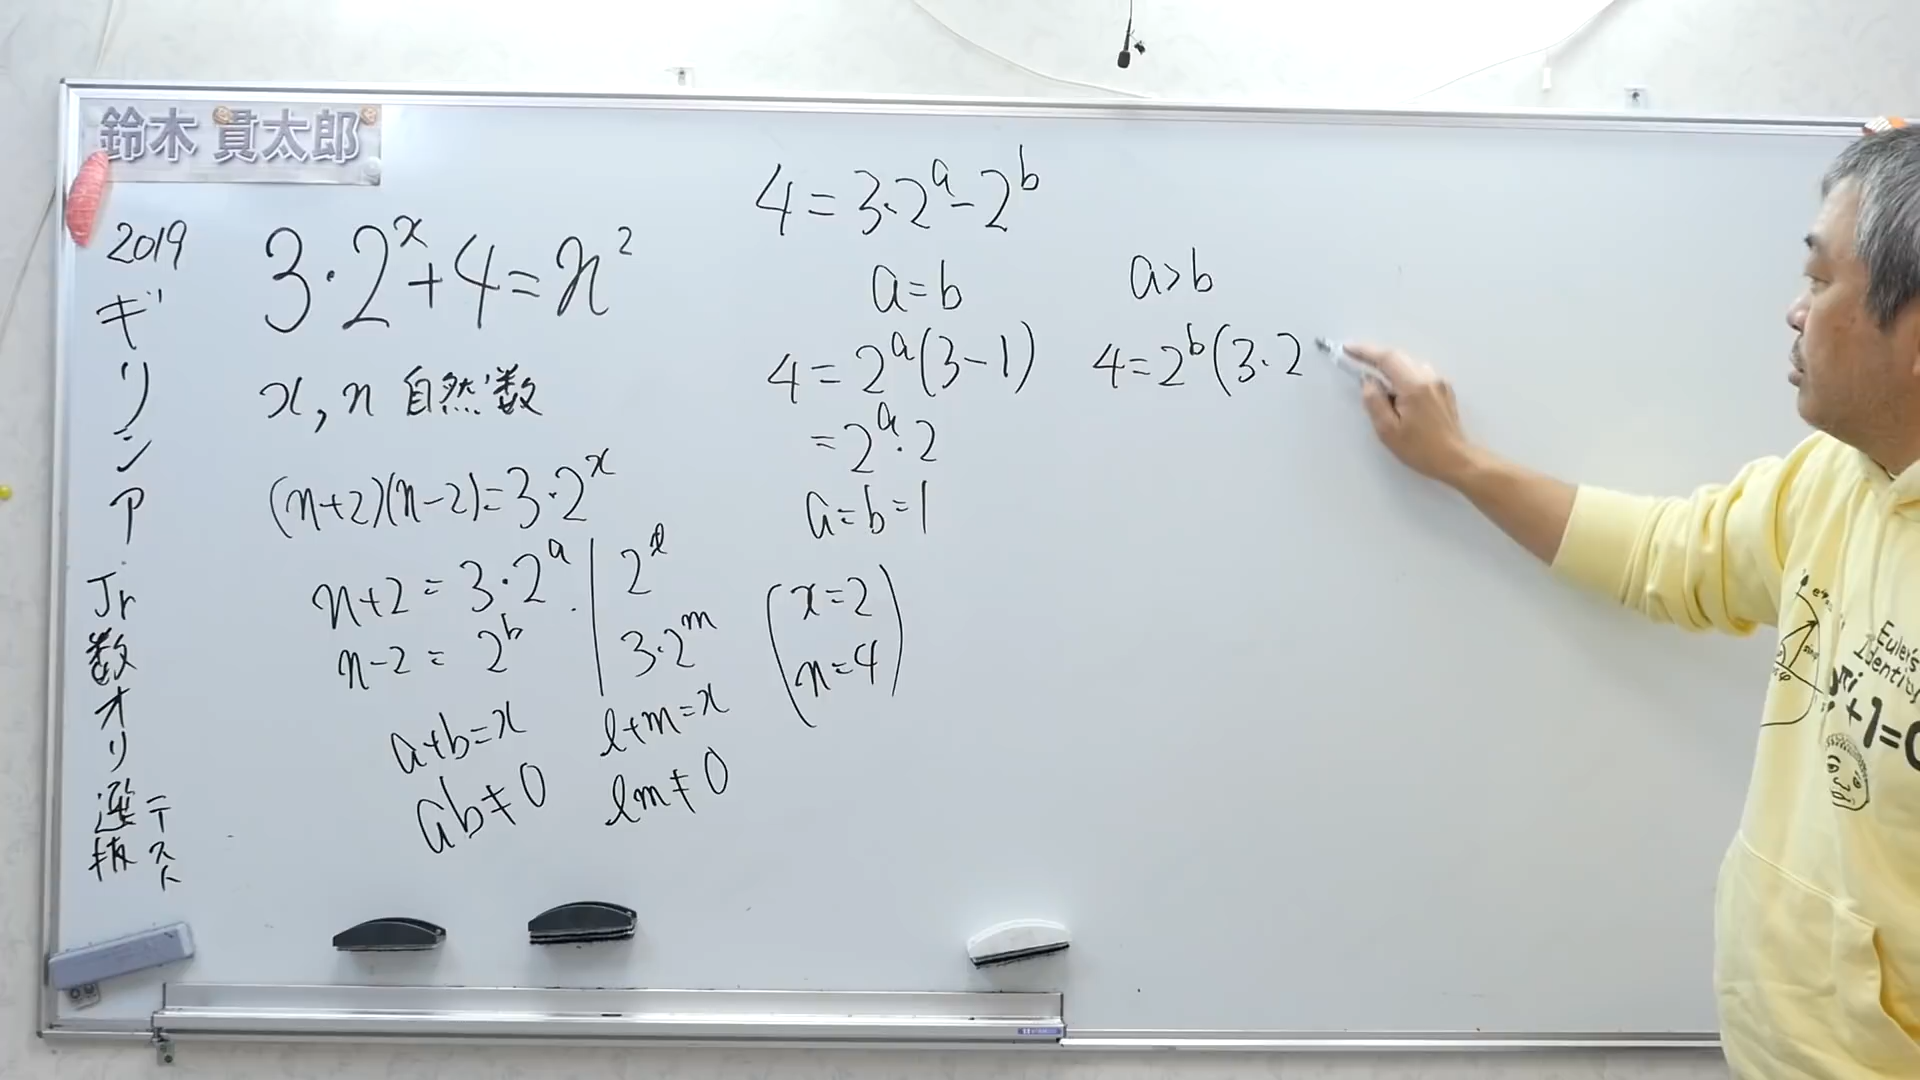 鈴木 貫太郎
2019 ギリシア Jr 数オリ 選抜 テスト
3・2^x+4=n^2
x, n 自然数
(n+2)(n-2)=3・2^x
n+2 = 3・2^a | 2^l
n-2 = 2^b | 3・2^m
a+b=x l+m=x
ab≠0 lm≠0
4=3・2^a-2^b
a=b
4=2^a(3-1)
=2^a・2
a=b=1
x=2
n=4
a>b
4=2^b(3・2
Euler's
Identity
+1=0